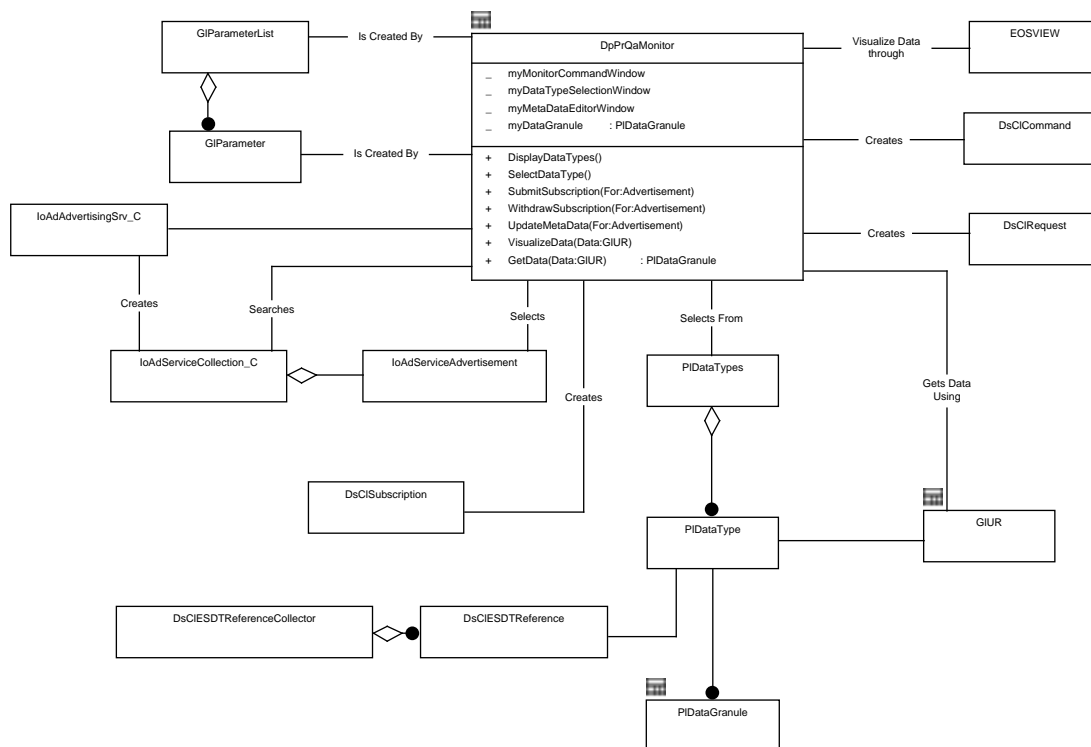 GlParameterList
Is Created By
DpPrQaMonitor
Visualize Data
through
EOSVIEW
_ myMonitorCommandWindow
_ myDataTypeSelectionWindow
_ myMetaDataEditorWindow
_ myDataGranule : PlDataGranule
GlParameter
Is Created By
Creates
DsClCommand
+ DisplayDataTypes()
+ SelectDataType()
+ SubmitSubscription(For:Advertisement)
+ WithdrawSubscription(For:Advertisement)
+ UpdateMetaData(For:Advertisement)
+ VisualizeData(Data:GlUR)
+ GetData(Data:GlUR) : PlDataGranule
IoAdAdvertisingSrv_C
Creates
DsClRequest
Creates
Searches
Selects
Selects From
IoAdServiceCollection_C
IoAdServiceAdvertisement
PlDataTypes
Creates
Gets Data
Using
DsClSubscription
PlDataType
GlUR
DsClESDTReferenceCollector
DsClESDTReference
PlDataGranule